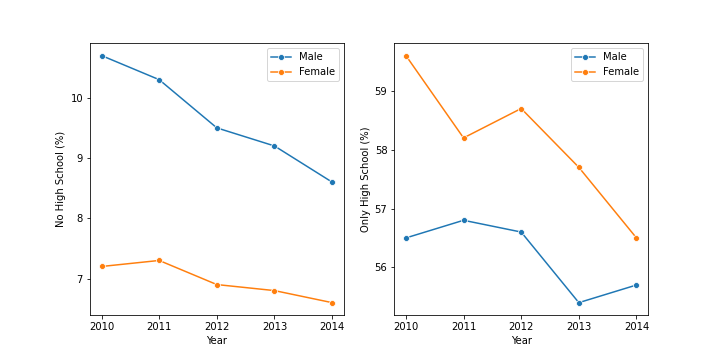 No High School (%)
10
9
8
7
2010 2011 2012 2013 2014
Year
Male
Female
Only High School (%)
59
58
57
56
2010 2011 2012 2013 2014
Year
Male
Female